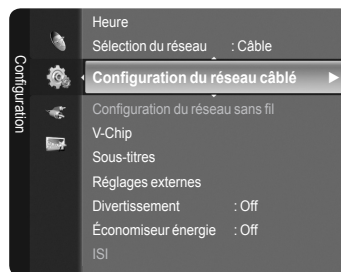 Configuration
Heure
Sélection du réseau : Câble
Configuration du réseau câblé
Configuration du réseau sans fil
V-Chip
Sous-titres
Réglages externes
Divertissement : Off
Économiseur énergie : Off
ISI